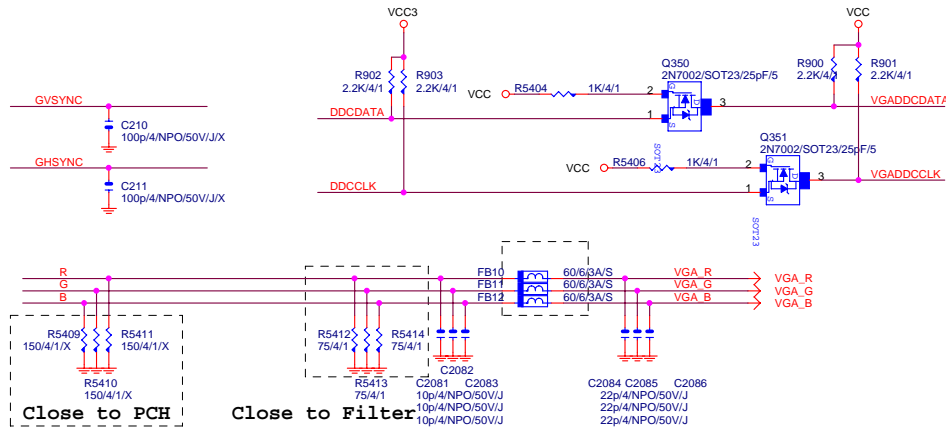 VCC3
VCC
R902
2.2K/4/1
R903
2.2K/4/1
R900
2.2K/4/1
R901
2.2K/4/1
Q350
2N7002/SOT23/25pF/5
VCC
R5404
1K/4/1
2
G
D
S
1
3
GVSYNC
DDCDATA
VGADDCDATA
C210
100p/4/NPO/50V/J/X
SOT23
Q351
2N7002/SOT23/25pF/5
GHSYNC
VCC
R5406
1K/4/1
2
G
D
S
1
3
VGADDCCLK
C211
100p/4/NPO/50V/J/X
DDCCLK
SOT23
R
FB10
60/6/3A/S
VGA_R
VGA_R
G
FB11
60/6/3A/S
VGA_G
VGA_G
B
FB12
60/6/3A/S
VGA_B
VGA_B
R5409
150/4/1/X
R5411
150/4/1/X
R5410
150/4/1/X
R5412
75/4/1
R5414
75/4/1
R5413
75/4/1
C2082
C2081
C2083
10p/4/NPO/50V/J
10p/4/NPO/50V/J
10p/4/NPO/50V/J
C2084
C2085
C2086
22p/4/NPO/50V/J
22p/4/NPO/50V/J
22p/4/NPO/50V/J
Close to PCH
Close to Filter